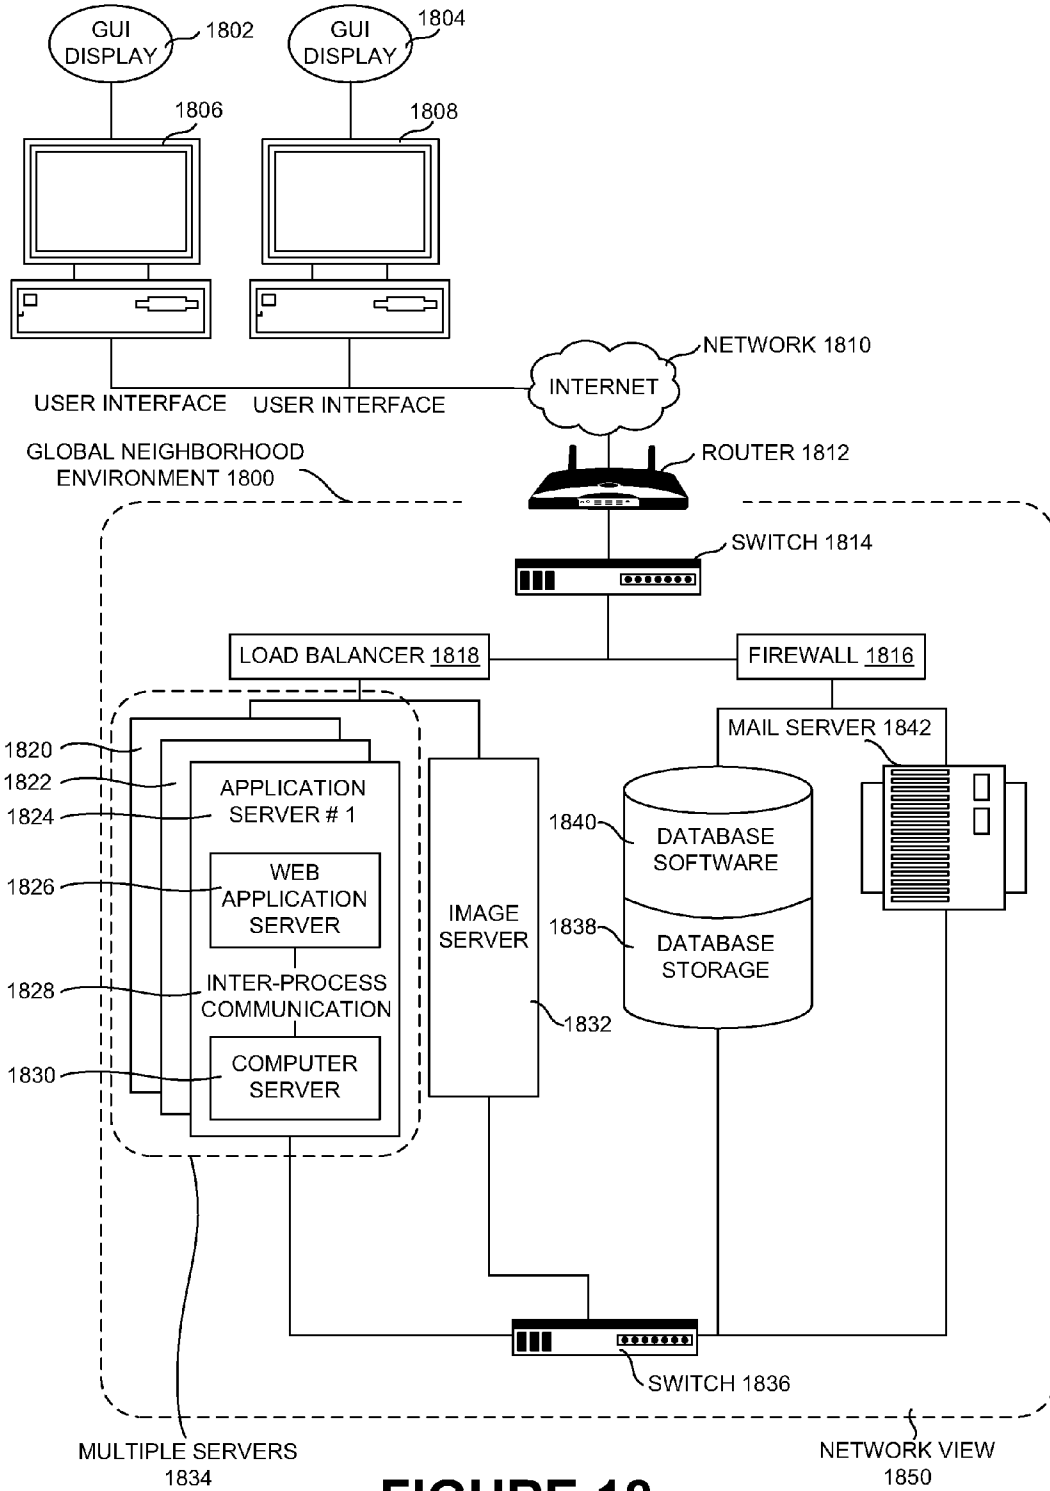 GUI
DISPLAY
1802
GUI
DISPLAY
1804
1806
1808
USER INTERFACE
USER INTERFACE
NETWORK 1810
INTERNET
GLOBAL NEIGHBORHOOD
ENVIRONMENT 1800
ROUTER 1812
SWITCH 1814
LOAD BALANCER 1818
FIREWALL 1816
MAIL SERVER 1842
1820
1822
1824
APPLICATION
SERVER # 1
1826
WEB
APPLICATION
SERVER
1828
INTER-PROCESS
COMMUNICATION
1830
COMPUTER
SERVER
IMAGE
SERVER
1832
1840
DATABASE
SOFTWARE
1838
DATABASE
STORAGE
SWITCH 1836
MULTIPLE SERVERS
1834
NETWORK VIEW
1850
FIGURE 18